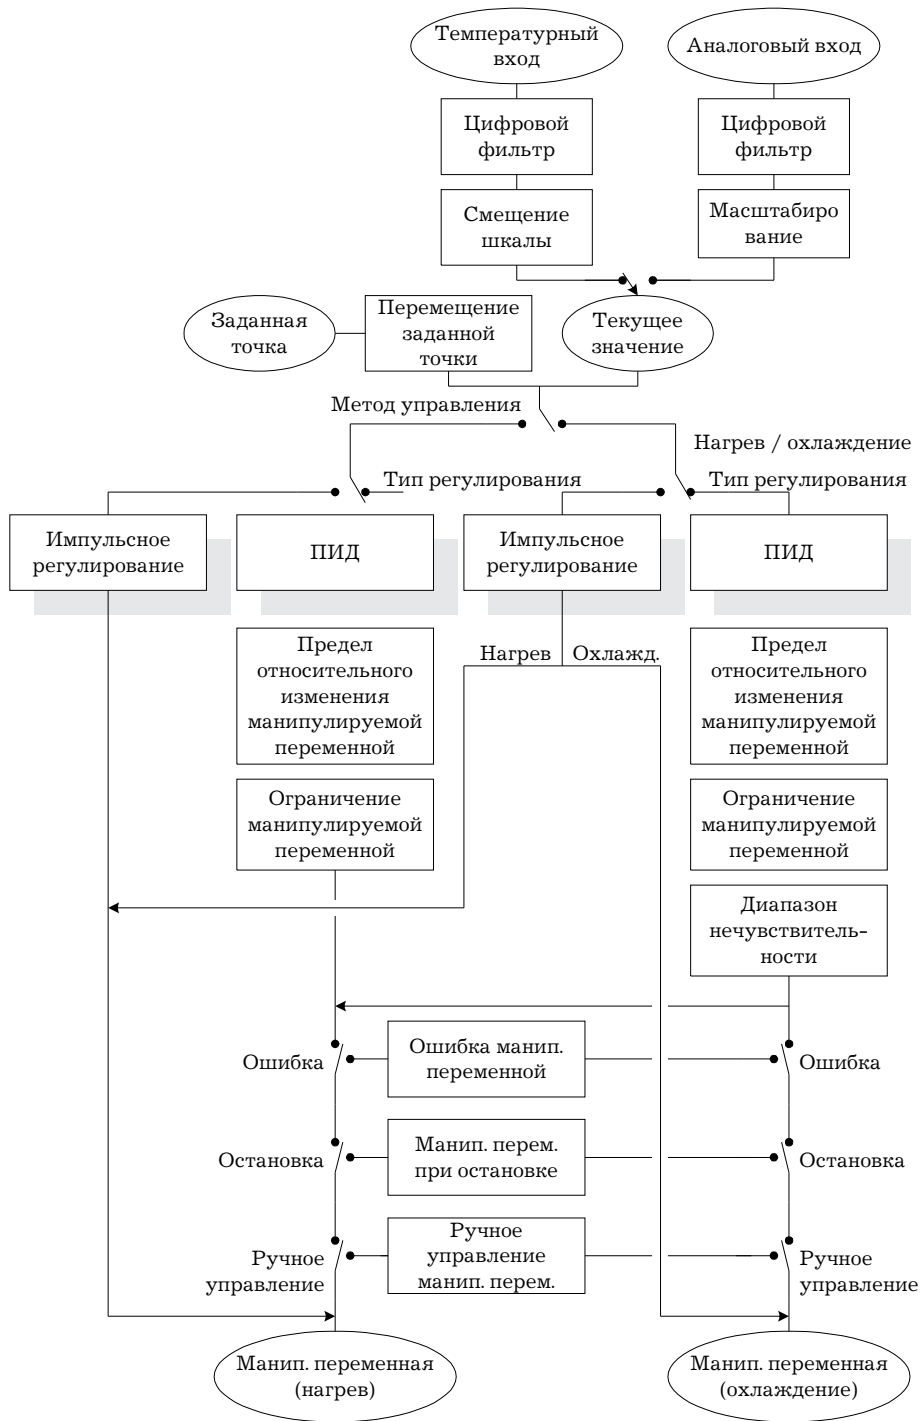 Температурный
вход
Аналоговый вход
Цифровой
фильтр
Цифровой
фильтр
Смещение
шкалы
Масштабиро
вание
Заданная
точка
Перемещение
заданной
точки
Текущее
значение
Метод управления
Нагрев / охлаждение
Тип регулирования
Тип регулирования
Импульсное
регулирование
ПИД
Импульсное
регулирование
ПИД
Нагрев
Охлажд.
Предел
относительного
изменения
манипулируемой
переменной
Предел
относительного
изменения
манипулируемой
переменной
Ограничение
манипулируемой
переменной
Ограничение
манипулируемой
переменной
Диапазон
нечувствитель-
ности
Ошибка
Ошибка манип.
переменной
Ошибка
Остановка
Манип. перем.
при остановке
Остановка
Ручное
управление
Ручное
управление
манип. перем.
Ручное
управление
Манип. переменная
(нагрев)
Манип. переменная
(охлаждение)